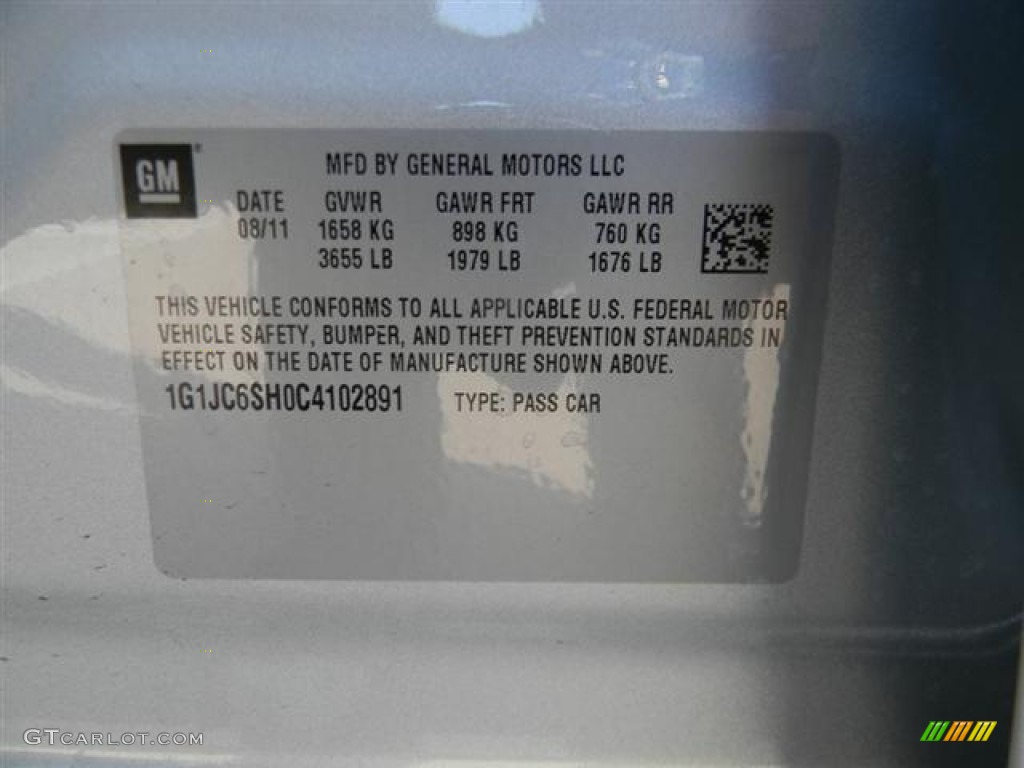 GM®
MFD BY GENERAL MOTORS LLC
DATE GVWR GAWR FRT GAWR RR
08/11 1658 KG 898 KG 760 KG
3655 LB 1979 LB 1676 LB
THIS VEHICLE CONFORMS TO ALL APPLICABLE U.S. FEDERAL MOTOR
VEHICLE SAFETY, BUMPER, AND THEFT PREVENTION STANDARDS IN
EFFECT ON THE DATE OF MANUFACTURE SHOWN ABOVE.
1G1JC6SH0C4102891 TYPE: PASS CAR
GTCARLOT.COM